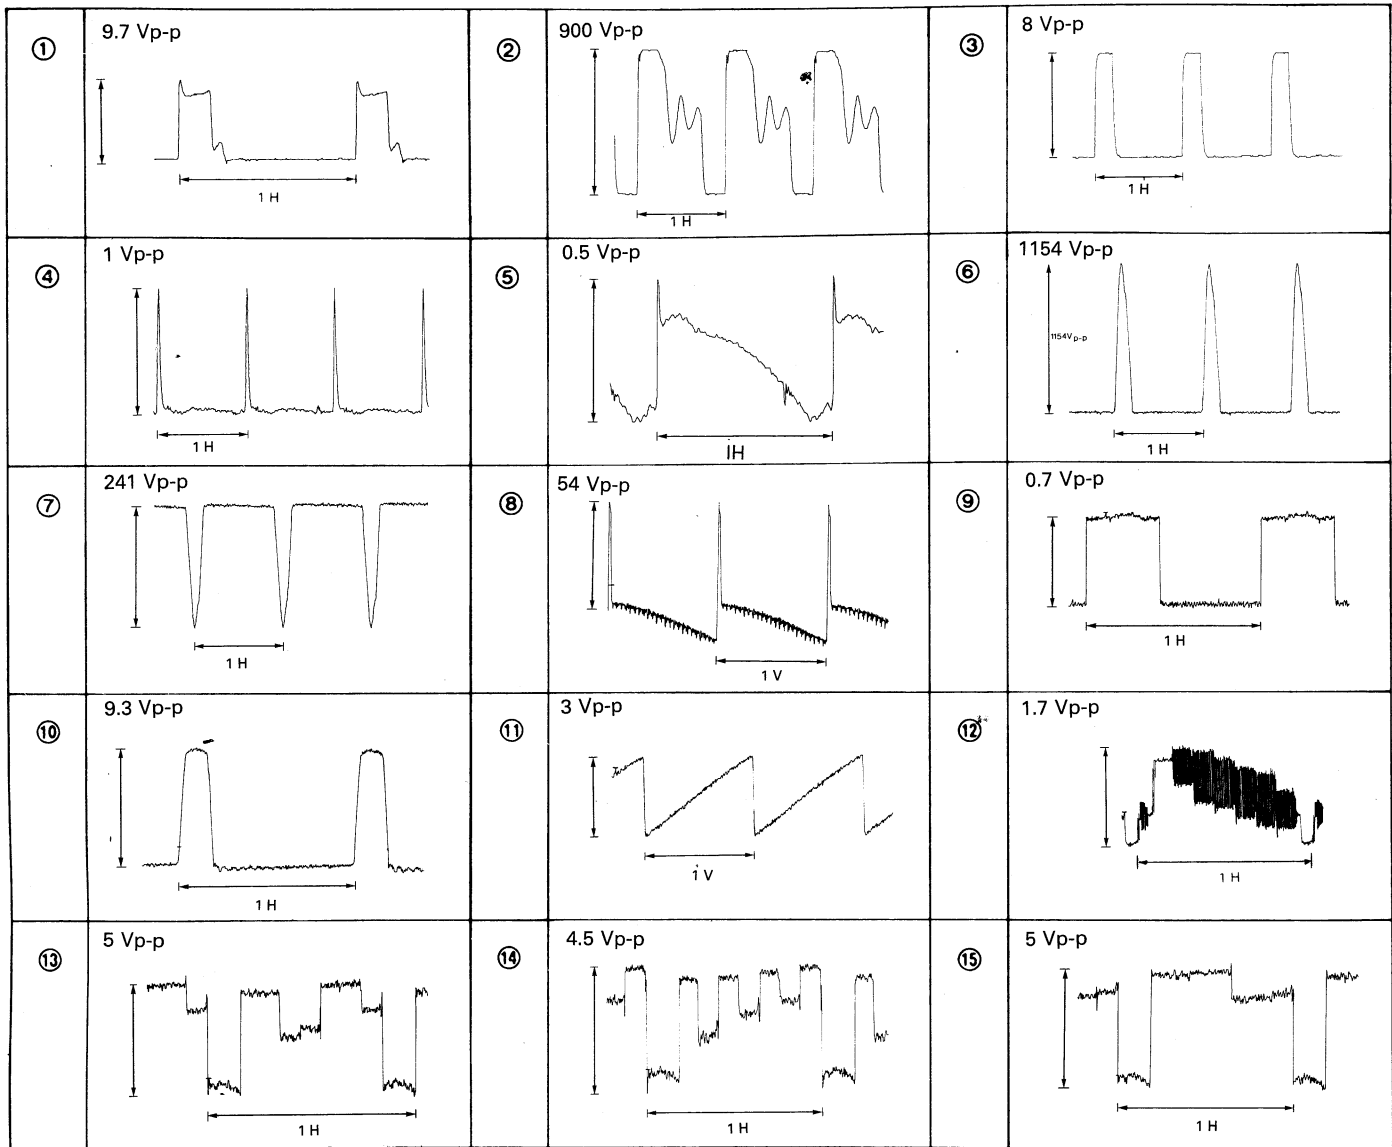 ① 9.7 Vp-p
1 H
② 900 Vp-p
1 H
③ 8 Vp-p
1 H
④ 1 Vp-p
1 H
⑤ 0.5 Vp-p
1H
⑥ 1154 Vp-p
1154Vp-p
1 H
⑦ 241 Vp-p
1 H
⑧ 54 Vp-p
1 V
⑨ 0.7 Vp-p
1 H
⑩ 9.3 Vp-p
1 H
⑪ 3 Vp-p
1 V
⑫ 1.7 Vp-p
1 H
⑬ 5 Vp-p
1 H
⑭ 4.5 Vp-p
1 H
⑮ 5 Vp-p
1 H